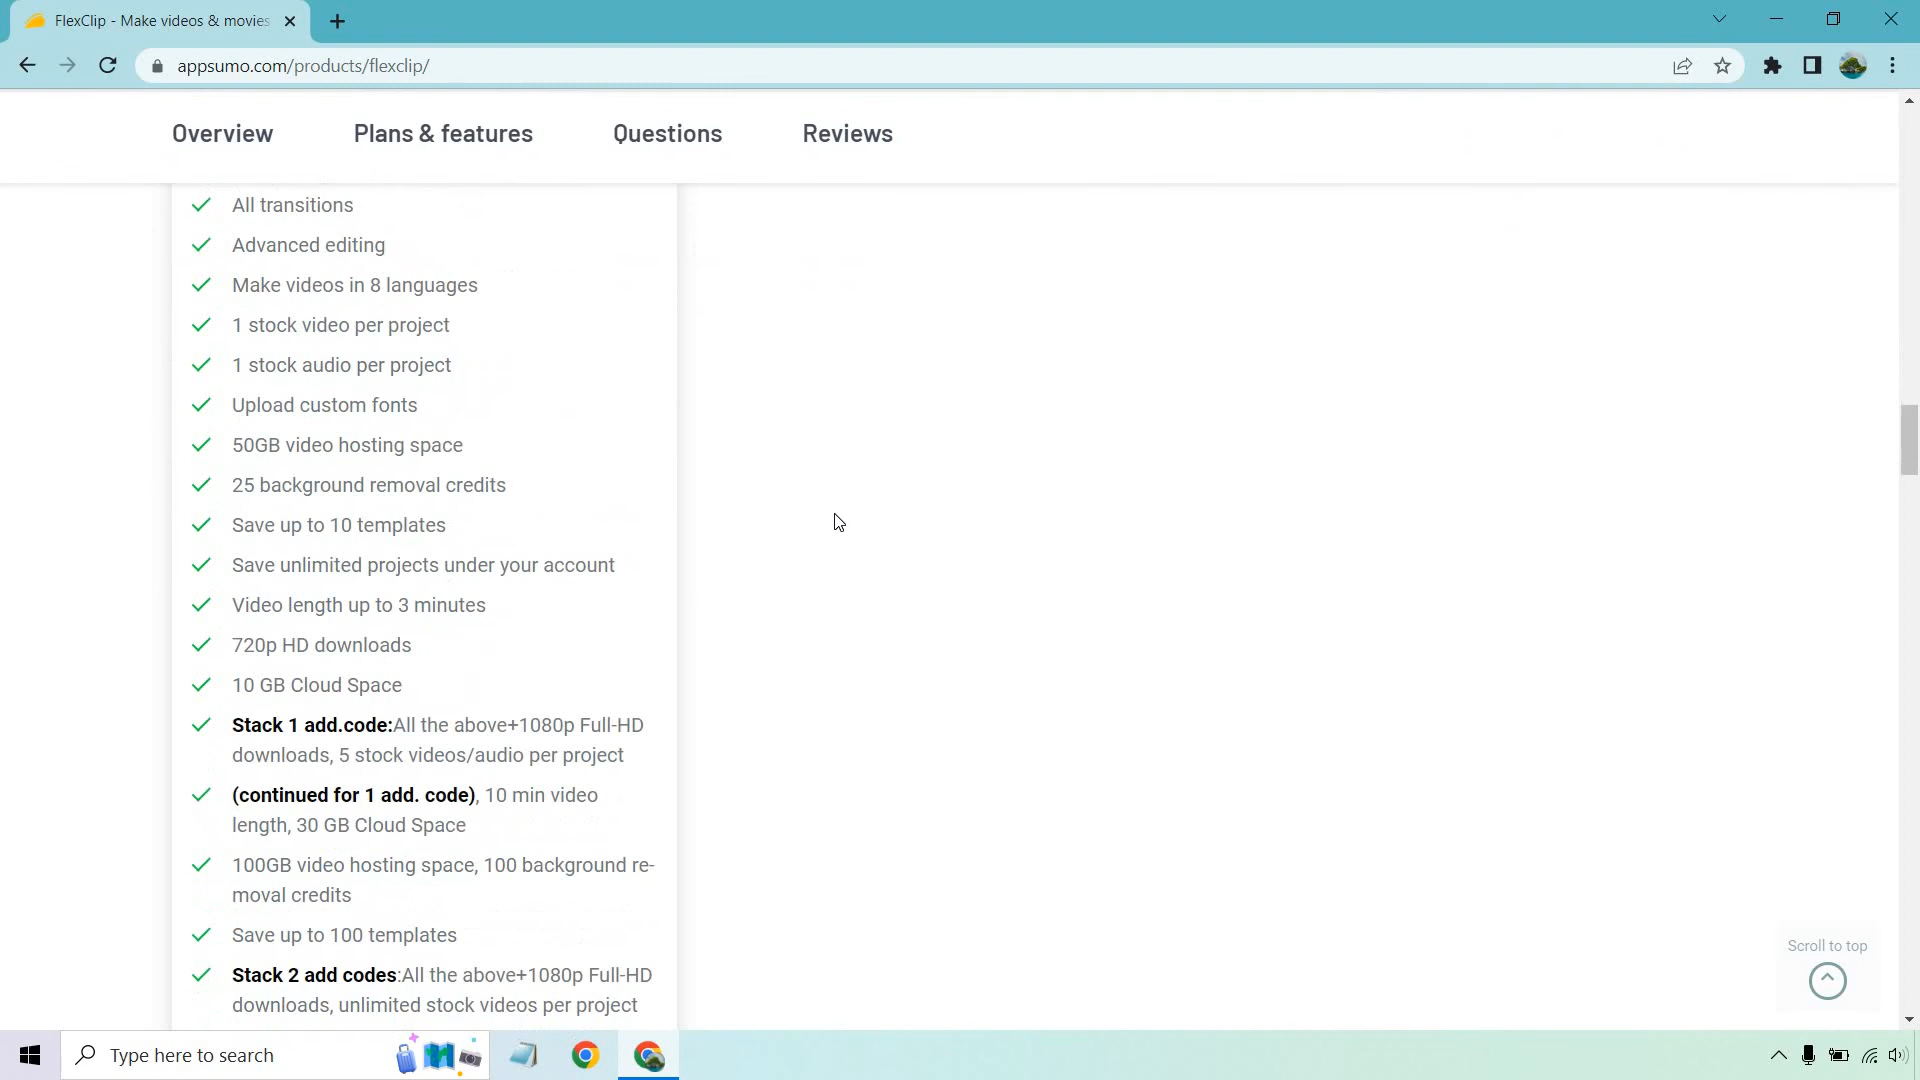 FlexClip - Make videos & movies
appsumo.com/products/flexclip/
Overview
Plans & features
Questions
Reviews
All transitions
Advanced editing
Make videos in 8 languages
1 stock video per project
1 stock audio per project
Upload custom fonts
50GB video hosting space
25 background removal credits
Save up to 10 templates
Save unlimited projects under your account
Video length up to 3 minutes
720p HD downloads
10 GB Cloud Space
Stack 1 add.code:All the above+1080p Full-HD
downloads, 5 stock videos/audio per project
(continued for 1 add. code), 10 min video
length, 30 GB Cloud Space
100GB video hosting space, 100 background re-
moval credits
Save up to 100 templates
Stack 2 add codes:All the above+1080p Full-HD
downloads, unlimited stock videos per project
Scroll to top
Type here to search